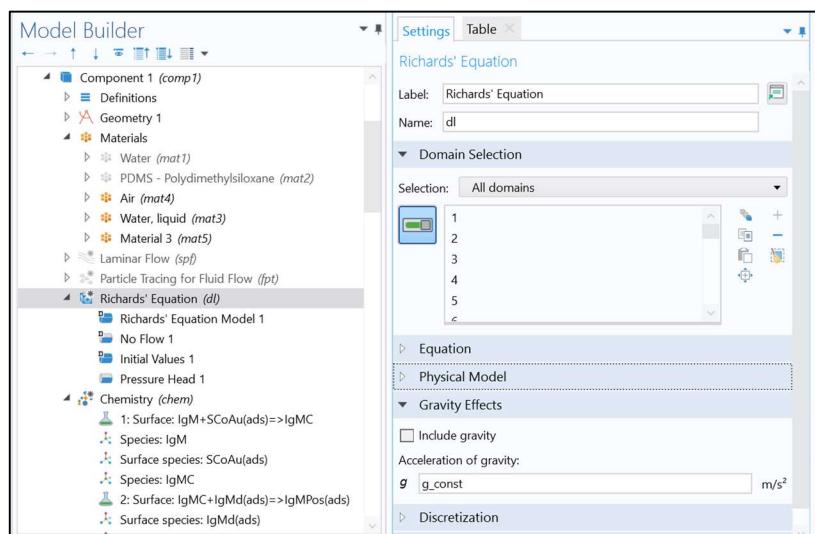 Model Builder
Component 1 (comp1)
Definitions
Geometry 1
Materials
Water (mat1)
PDMS - Polydimethylsiloxane (mat2)
Air (mat4)
Water, liquid (mat3)
Material 3 (mat5)
Laminar Flow (spf)
Particle Tracing for Fluid Flow (fpt)
Richards' Equation (dl)
Richards' Equation Model 1
No Flow 1
Initial Values 1
Pressure Head 1
Chemistry (chem)
1: Surface: IgM+SCoAu(ads)=>IgMC
Species: IgM
Surface species: SCoAu(ads)
Species: IgMC
2: Surface: IgMC+IgMd(ads)=>IgMPos(ads)
Surface species: IgMd(ads)
Settings Table
Richards' Equation
Label: Richards' Equation
Name: dl
Domain Selection
Selection: All domains
1
2
3
4
5
Equation
Physical Model
Gravity Effects
Include gravity
Acceleration of gravity:
g g_const m/s²
Discretization